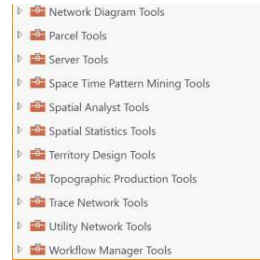 Network Diagram Tools
Parcel Tools
Server Tools
Space Time Pattern Mining Tools
Spatial Analyst Tools
Spatial Statistics Tools
Territory Design Tools
Topographic Production Tools
Trace Network Tools
Utility Network Tools
Workflow Manager Tools